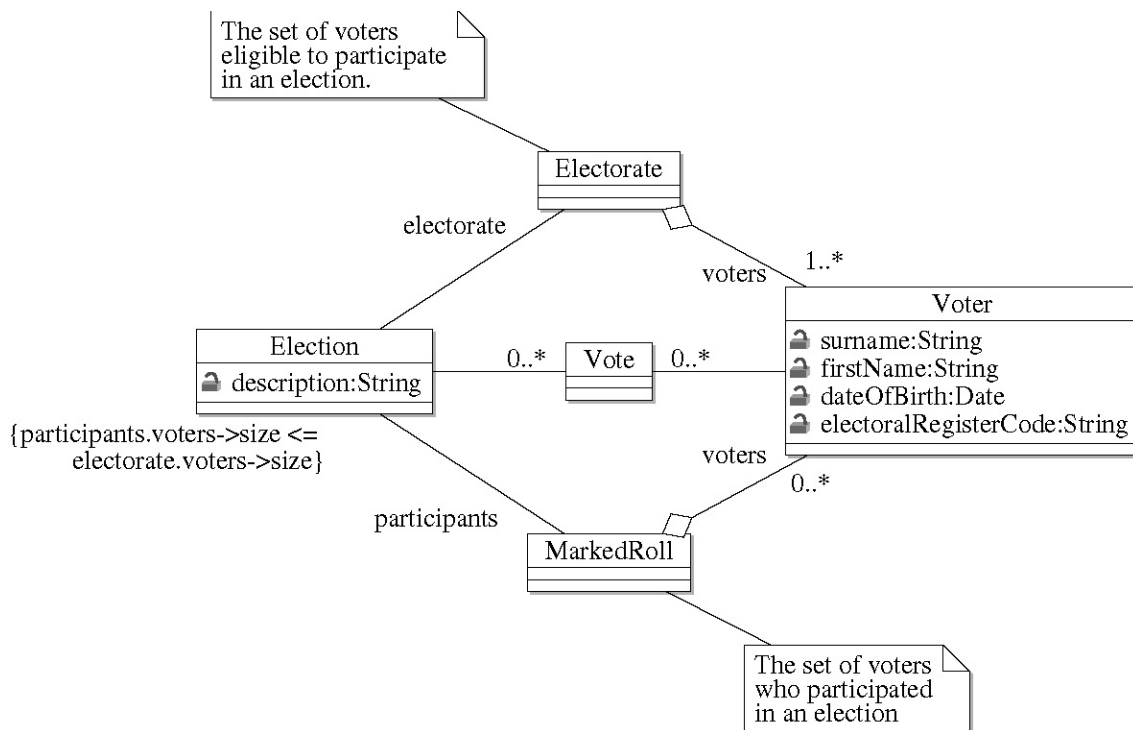 The set of voters
eligible to participate
in an election.
Electorate
electorate
voters
1..*
Election
description:String
{participants.voters->size <=
electorate.voters->size}
0..*
Vote
0..*
Voter
surname:String
firstName:String
dateOfBirth:Date
electoralRegisterCode:String
voters
0..*
participants
MarkedRoll
The set of voters
who participated
in an election